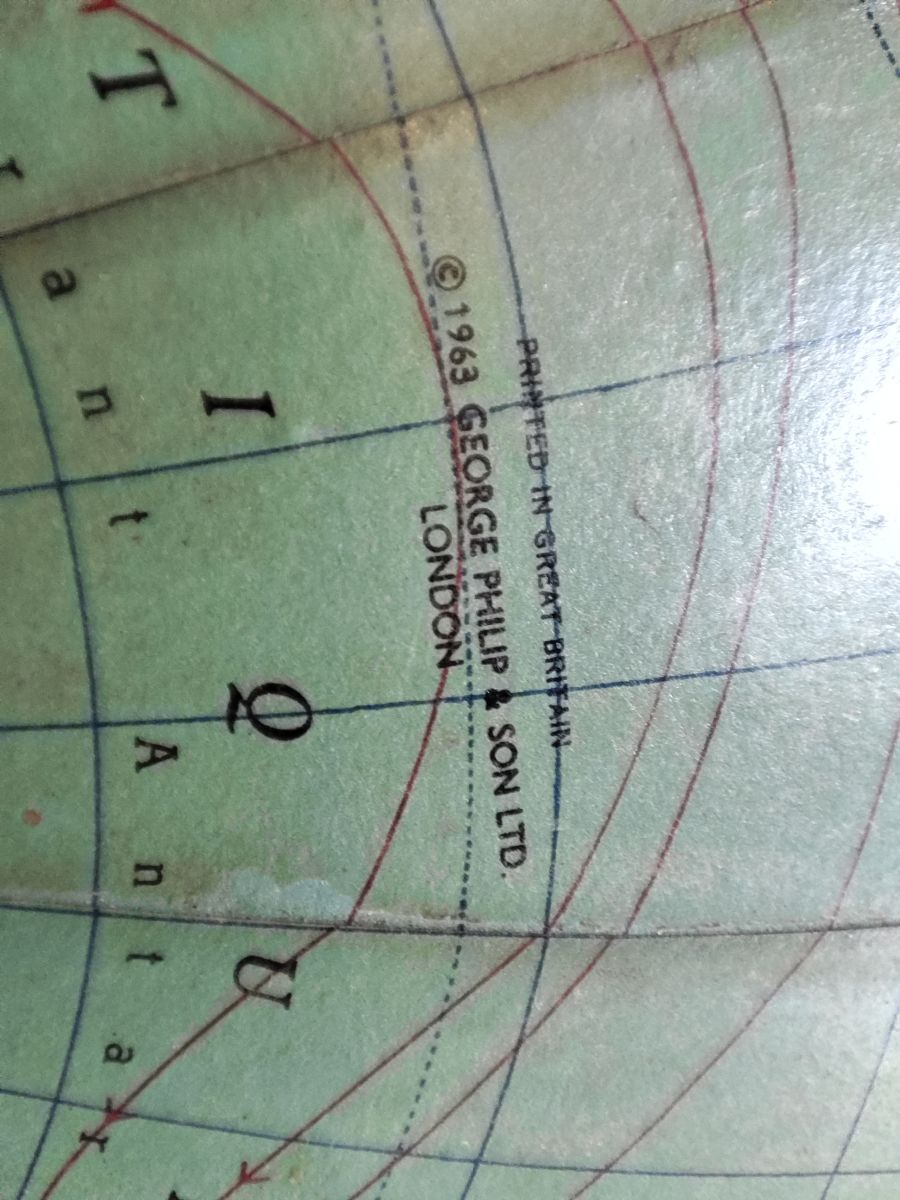 PRINTED IN GREAT BRITAIN
© 1963 GEORGE PHILIP & SON LTD.
LONDON
T I Q U
r a n t A n t a r